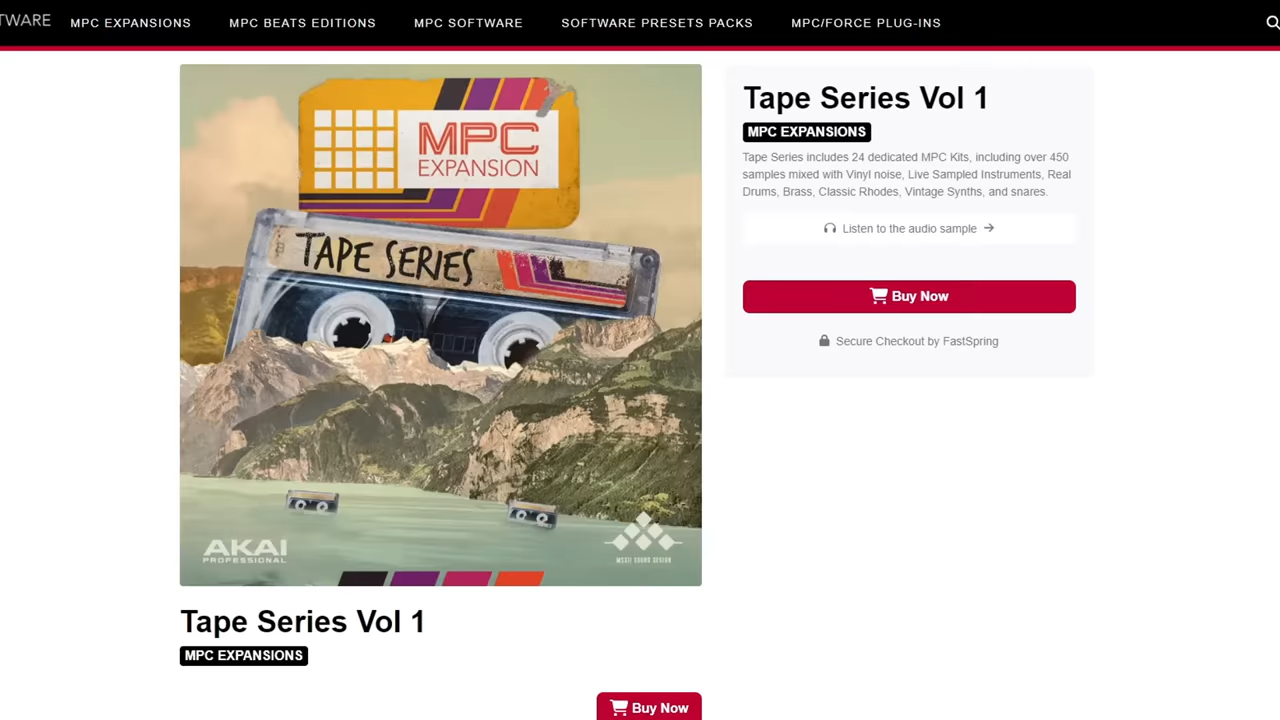 TWARE
MPC EXPANSIONS
MPC BEATS EDITIONS
MPC SOFTWARE
SOFTWARE PRESETS PACKS
MPC/FORCE PLUG-INS
MPC
EXPANSION
TAPE SERIES
AKAI
PROFESSIONAL
MSXII SOUND DESIGN
Tape Series Vol 1
MPC EXPANSIONS
Tape Series includes 24 dedicated MPC Kits, including over 450
samples mixed with Vinyl noise, Live Sampled Instruments, Real
Drums, Brass, Classic Rhodes, Vintage Synths, and snares.
Listen to the audio sample
Buy Now
Secure Checkout by FastSpring
Tape Series Vol 1
MPC EXPANSIONS
Buy Now